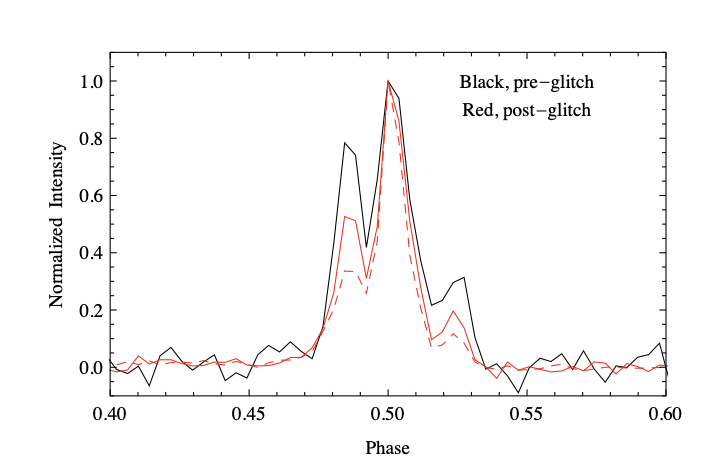 Black, pre−glitch
Red, post−glitch
1.0
0.8
0.6
0.4
0.2
0.0
Normalized Intensity
0.40 0.45 0.50 0.55 0.60
Phase